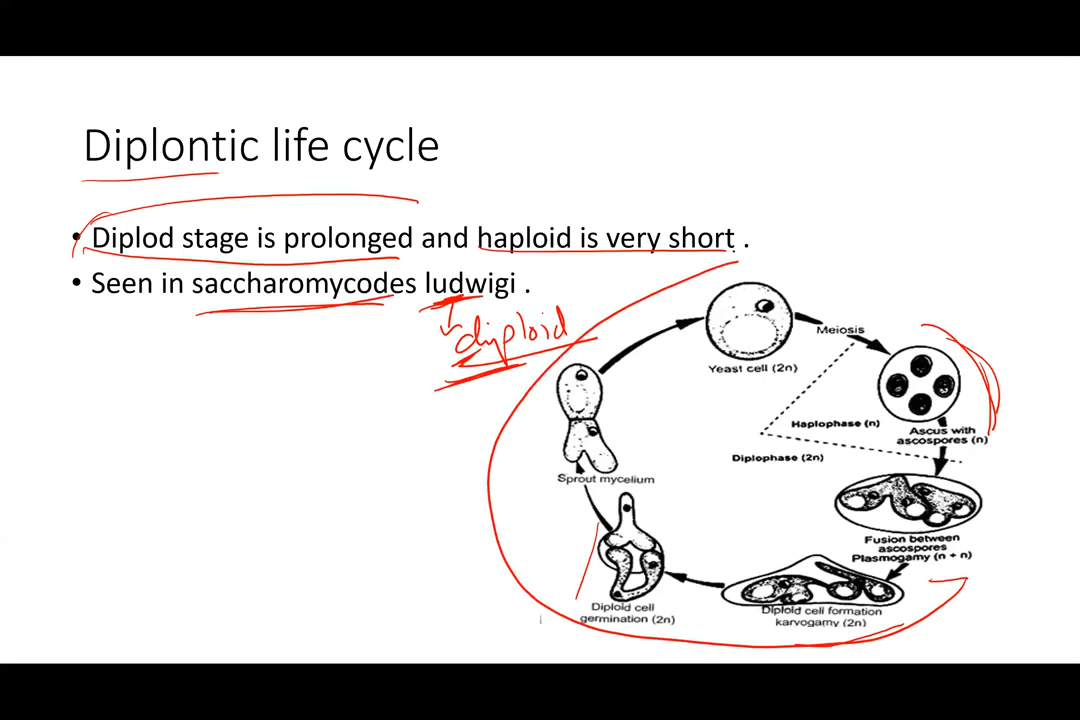 Diplontic life cycle
• Diplod stage is prolonged and haploid is very short .
• Seen in saccharomycodes ludwigi .
diploid
Meiosis
Yeast cell (2n)
Haplophase (n)
Ascus with
ascospores (n)
Diplophase (2n)
Sprout mycelium
Fusion between
ascospores
Plasmogamy (n + n)
Diploid cell
germination (2n)
Diploid cell formation
karyogamy (2n)